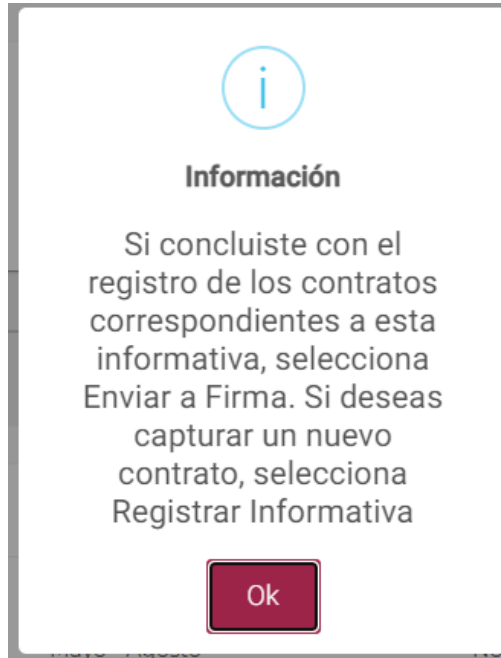 Información
Si concluiste con el
registro de los contratos
correspondientes a esta
informativa, selecciona
Enviar a Firma. Si deseas
capturar un nuevo
contrato, selecciona
Registrar Informativa
Ok